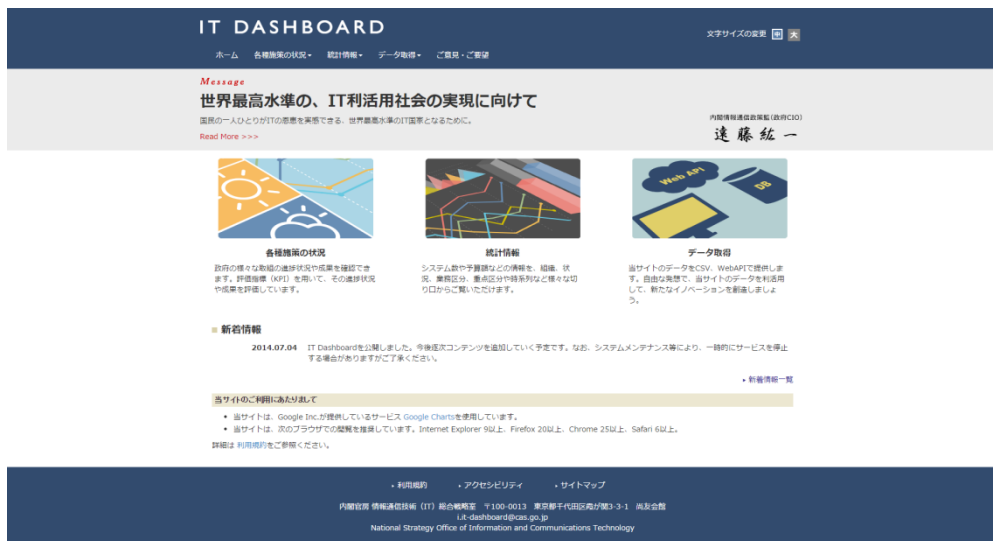 IT DASHBOARD
文字サイズの変更 中 大
ホーム 各種施策の状況 統計情報 データ取得 ご意見・ご要望
Message
世界最高水準の、IT利活用社会の実現に向けて
国民の一人ひとりがITの恩恵を実感できる、世界最高水準のIT国家となるために。
Read More >>>
内閣情報通信政策監(政府CIO)
遠藤紘一
Web API
DB
各種施策の状況
政府の様々な取組の進捗状況や成果を確認でき
ます。評価指標（KPI）を用いて、その進捗状況
や成果を評価しています。
統計情報
システム数や予算額などの情報を、組織、状
況、業務区分、重点区分や時系列など様々な切
り口からご覧いただけます。
データ取得
当サイトのデータをCSV、WebAPIで提供しま
す。自由な発想で、当サイトのデータを利活用
して、新たなイノベーションを創造しましょ
う。
新着情報
2014.07.04 IT Dashboardを公開しました。今後逐次コンテンツを追加していく予定です。なお、システムメンテナンス等により、一時的にサービスを停止
する場合がありますがご了承ください。
新着情報一覧
当サイトのご利用にあたりまして
• 当サイトは、Google Inc.が提供しているサービス Google Chartsを使用しています。
• 当サイトは、次のブラウザでの閲覧を推奨しています。Internet Explorer 9以上、Firefox 20以上、Chrome 25以上、Safari 6以上。
詳細は 利用規約をご参照ください。
利用規約 アクセシビリティ サイトマップ
内閣官房 情報通信技術（IT）総合戦略室 〒100-0013 東京都千代田区霞が関3-3-1 尚友会館
i.it-dashboard@cas.go.jp
National Strategy Office of Information and Communications Technology